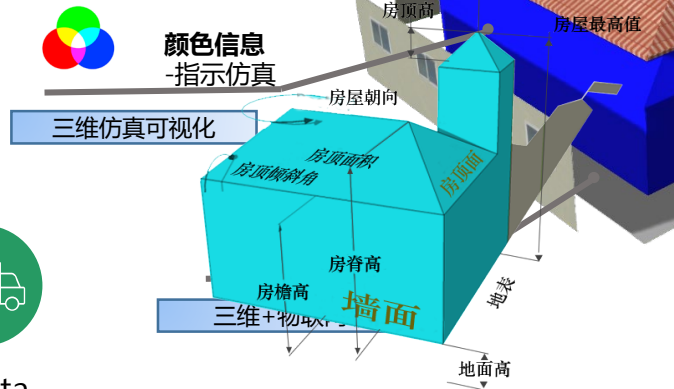 房顶高
房屋最高值
颜色信息
-指示仿真
房屋朝向
三维仿真可视化
房顶面积
房顶倾斜角
房顶面
房脊高
房檐高
墙面
地表
三维+物联
地面高
ta